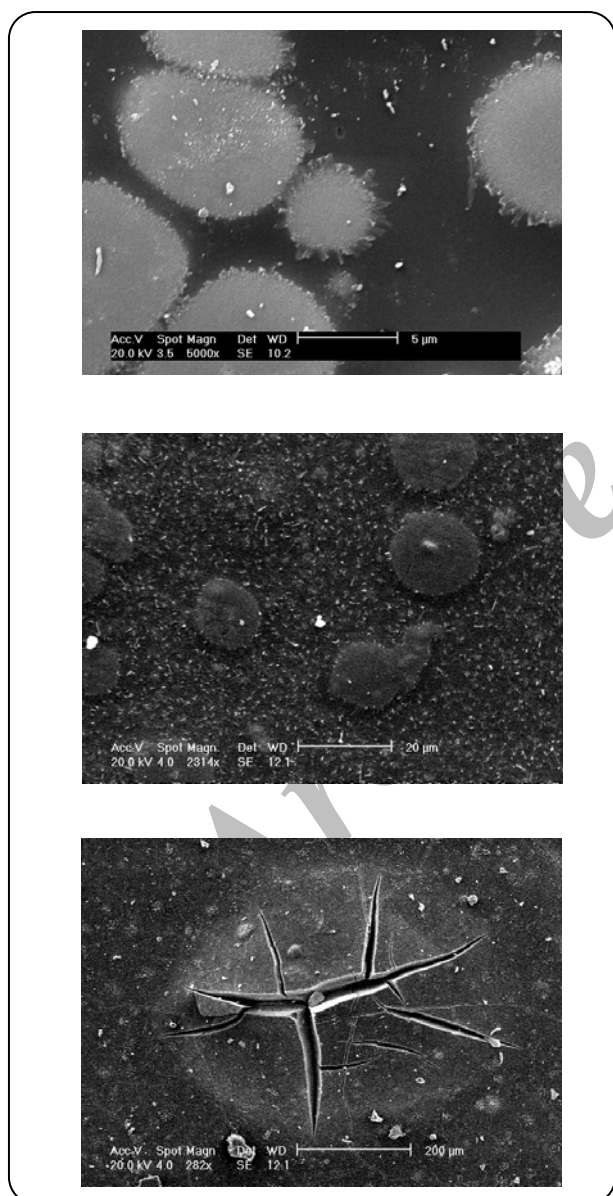 Acc.V Spot Magn Det WD 5 µm
20.0 kV 3.5 5000x SE 10.2
Acc.V Spot Magn. Det WD 20 µm
20.0 kV 4.0 2314x SE 12.1
Acc.V Spot Magn Det WD 200 µm
20.0 kV 4.0 282x SE 12.1